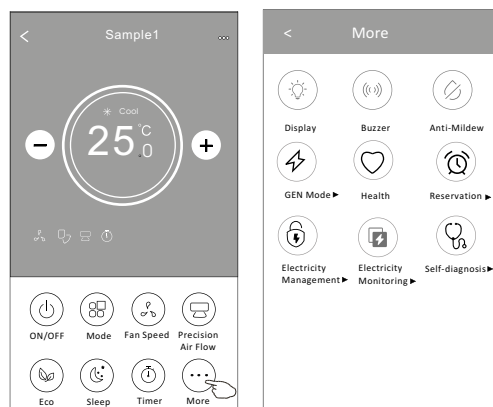 Sample1
Cool
25.0°C
ON/OFF
Mode
Fan Speed
Precision
Air Flow
Eco
Sleep
Timer
More
More
Display
Buzzer
Anti-Mildew
GEN Mode
Health
Reservation
Electricity
Management
Electricity
Monitoring
Self-diagnosis